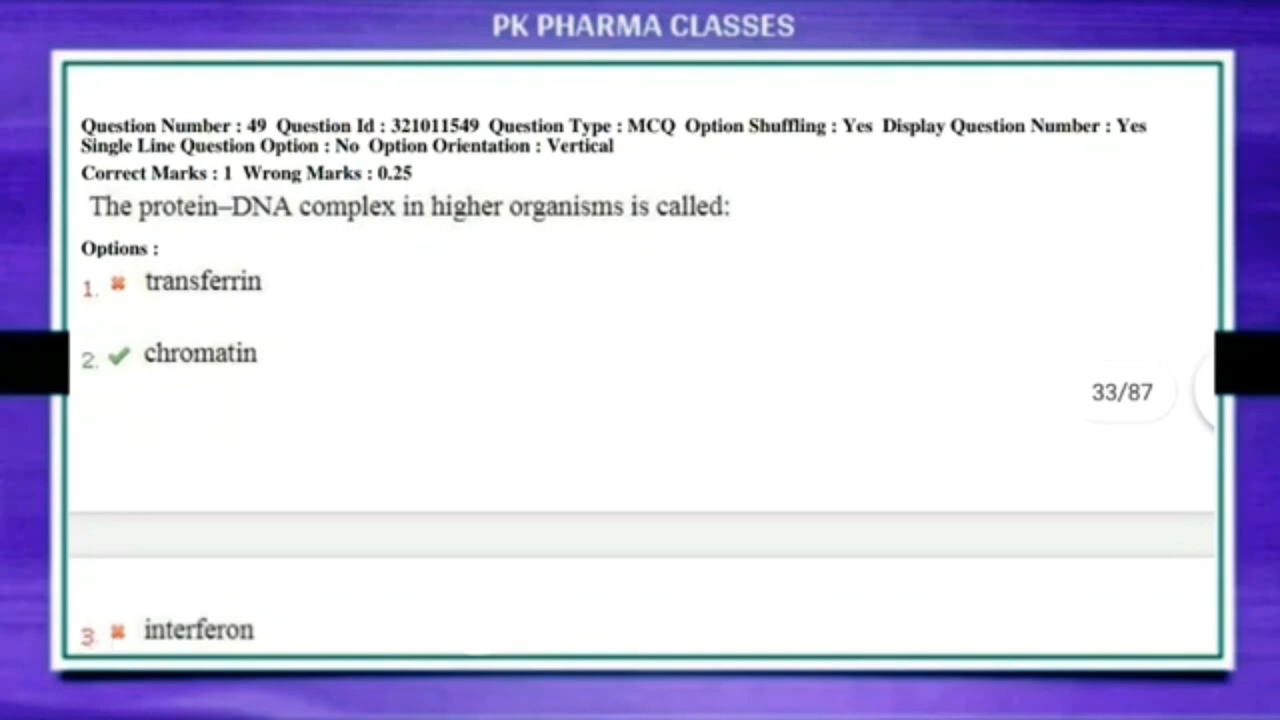 PK PHARMA CLASSES
Question Number : 49 Question Id : 321011549 Question Type : MCQ Option Shuffling : Yes Display Question Number : Yes
Single Line Question Option : No Option Orientation : Vertical
Correct Marks : 1 Wrong Marks : 0.25
The protein–DNA complex in higher organisms is called:
Options :
1. ✖ transferrin
2. ✔ chromatin
33/87
3. ✖ interferon